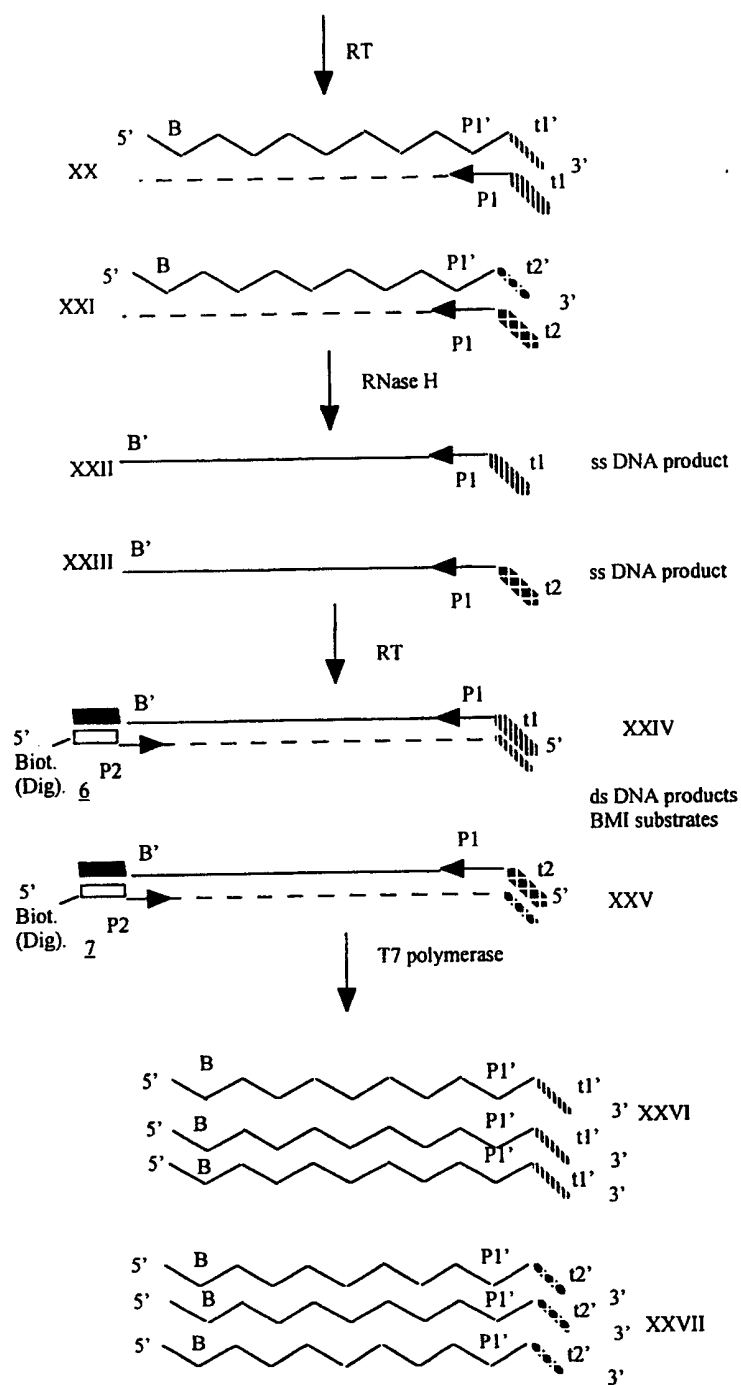 RT
5' B P1' t1'
3'
XX
P1 t1
5' B P1' t2'
3'
XXI
P1 t2
RNase H
B'
XXII t1 ss DNA product
P1
B'
XXIII
t2 ss DNA product
P1
RT
B' P1
t1 XXIV
5' 5'
Biot. P2
(Dig). 6
ds DNA products
BMI substrates
B' P1
t2
5' 5' XXV
Biot. P2
(Dig). 7
T7 polymerase
5' B P1' t1'
3' XXVI
5' B P1' t1'
3'
5' B P1' t1'
3'
5' B P1' t2'
3'
5' B P1' t2' XXVII
3'
5' B P1' t2'
3'